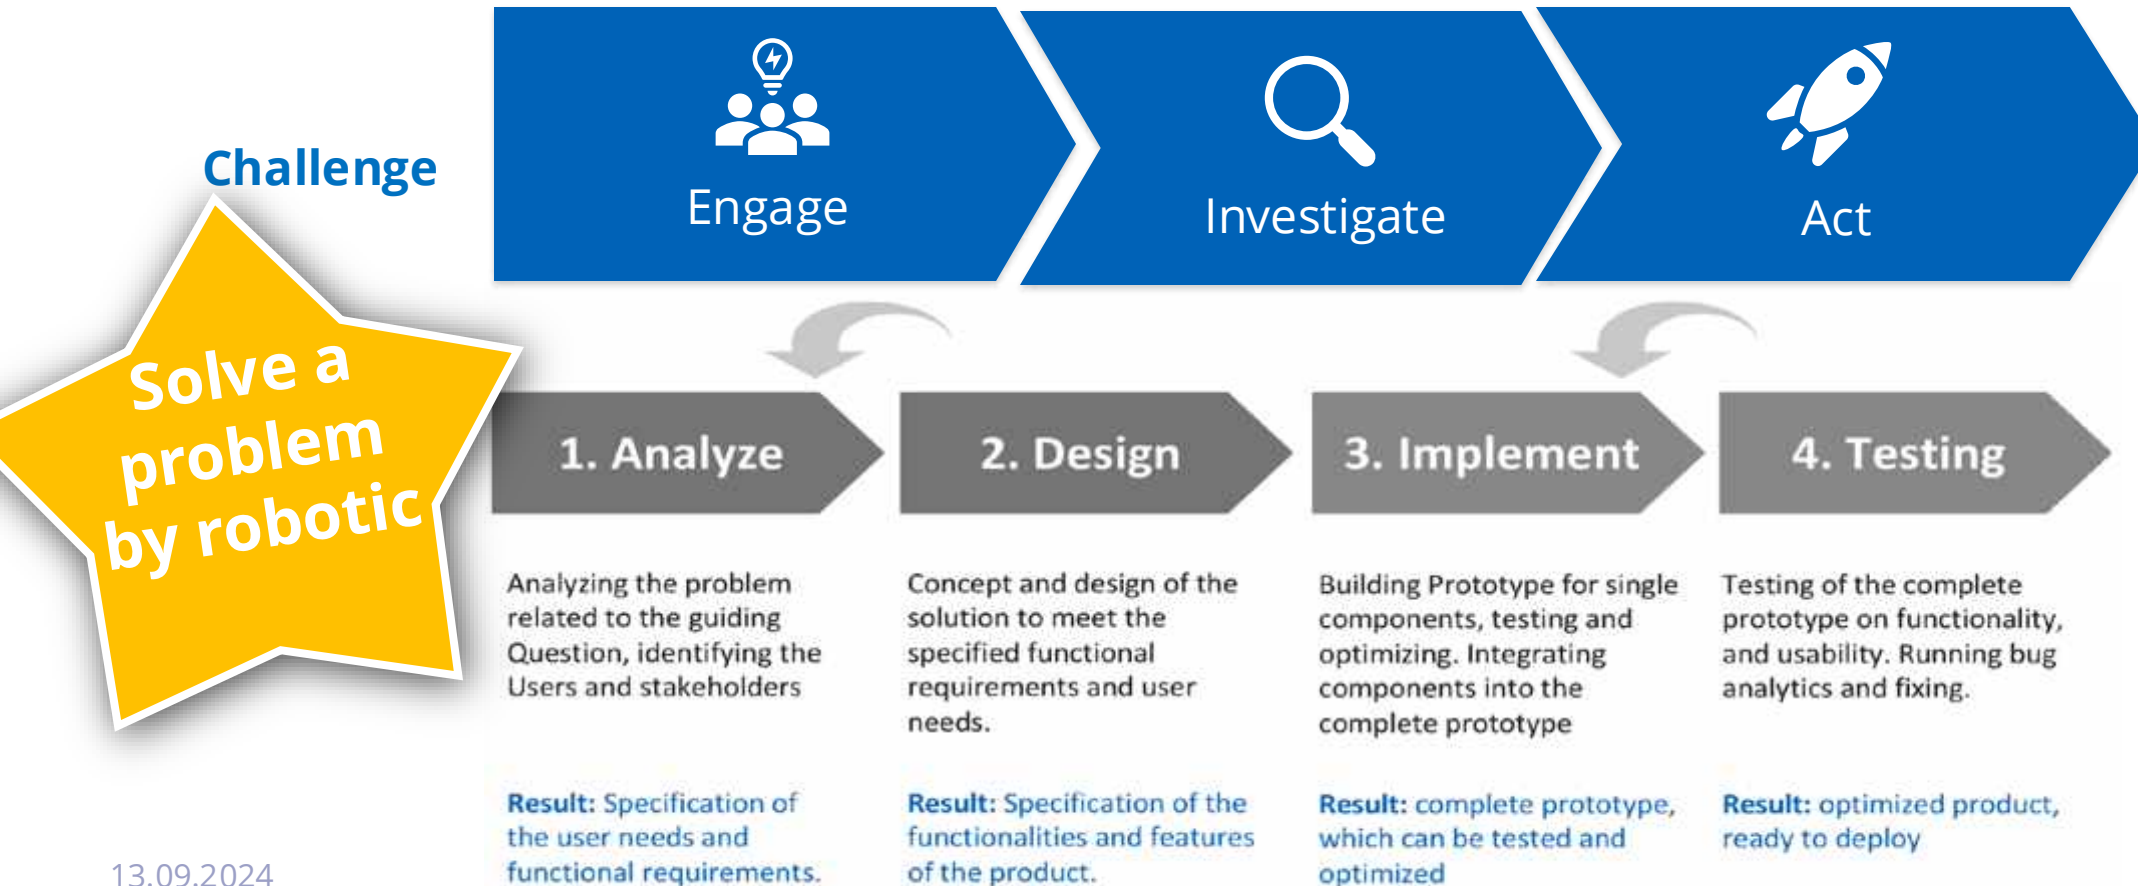 Challenge
Solve a
problem
by robotic
Engage
Investigate
Act
1. Analyze
2. Design
3. Implement
4. Testing
Analyzing the problem
related to the guiding
Question, identifying the
Users and stakeholders
Result: Specification of
the user needs and
functional requirements.
Concept and design of the
solution to meet the
specified functional
requirements and user
needs.
Result: Specification of the
functionalities and features
of the product.
Building Prototype for single
components, testing and
optimizing. Integrating
components into the
complete prototype
Result: complete prototype,
which can be tested and
optimized
Testing of the complete
prototype on functionality,
and usability. Running bug
analytics and fixing.
Result: optimized product,
ready to deploy
13.09.2024